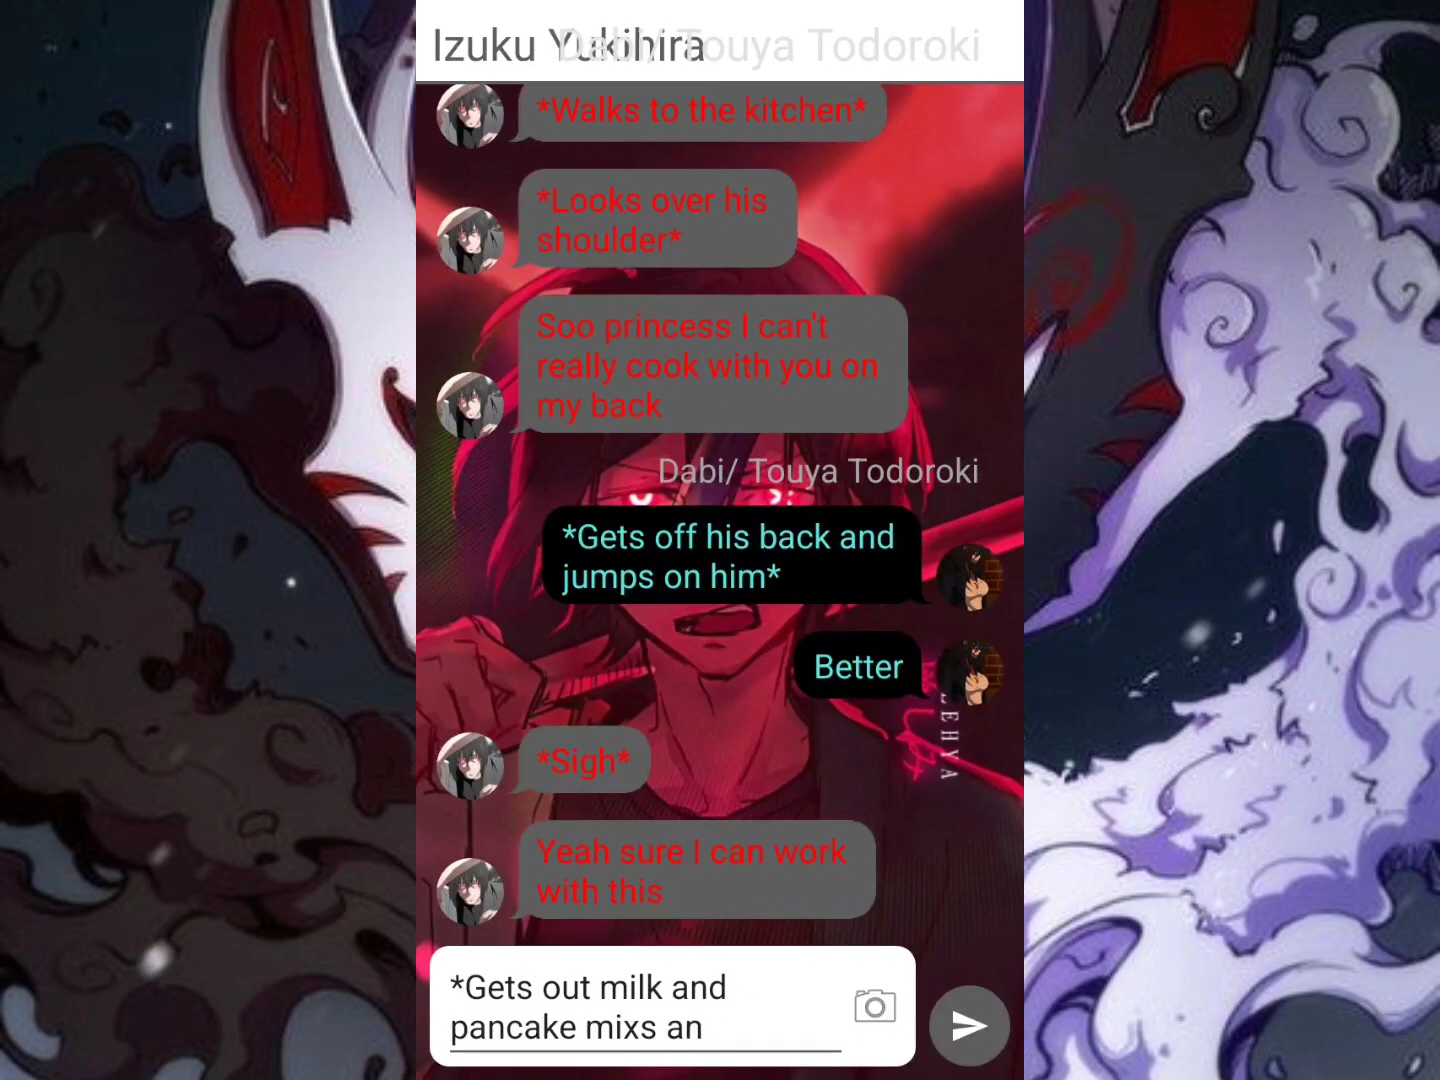 Izuku Yukihira
Dabi/ Touya Todoroki
*Walks to the kitchen*
*Looks over his
shoulder*
Soo princess I can't
really cook with you on
my back
Dabi/ Touya Todoroki
*Gets off his back and
jumps on him*
Better
*Sigh*
Yeah sure I can work
with this
*Gets out milk and
pancake mixs an